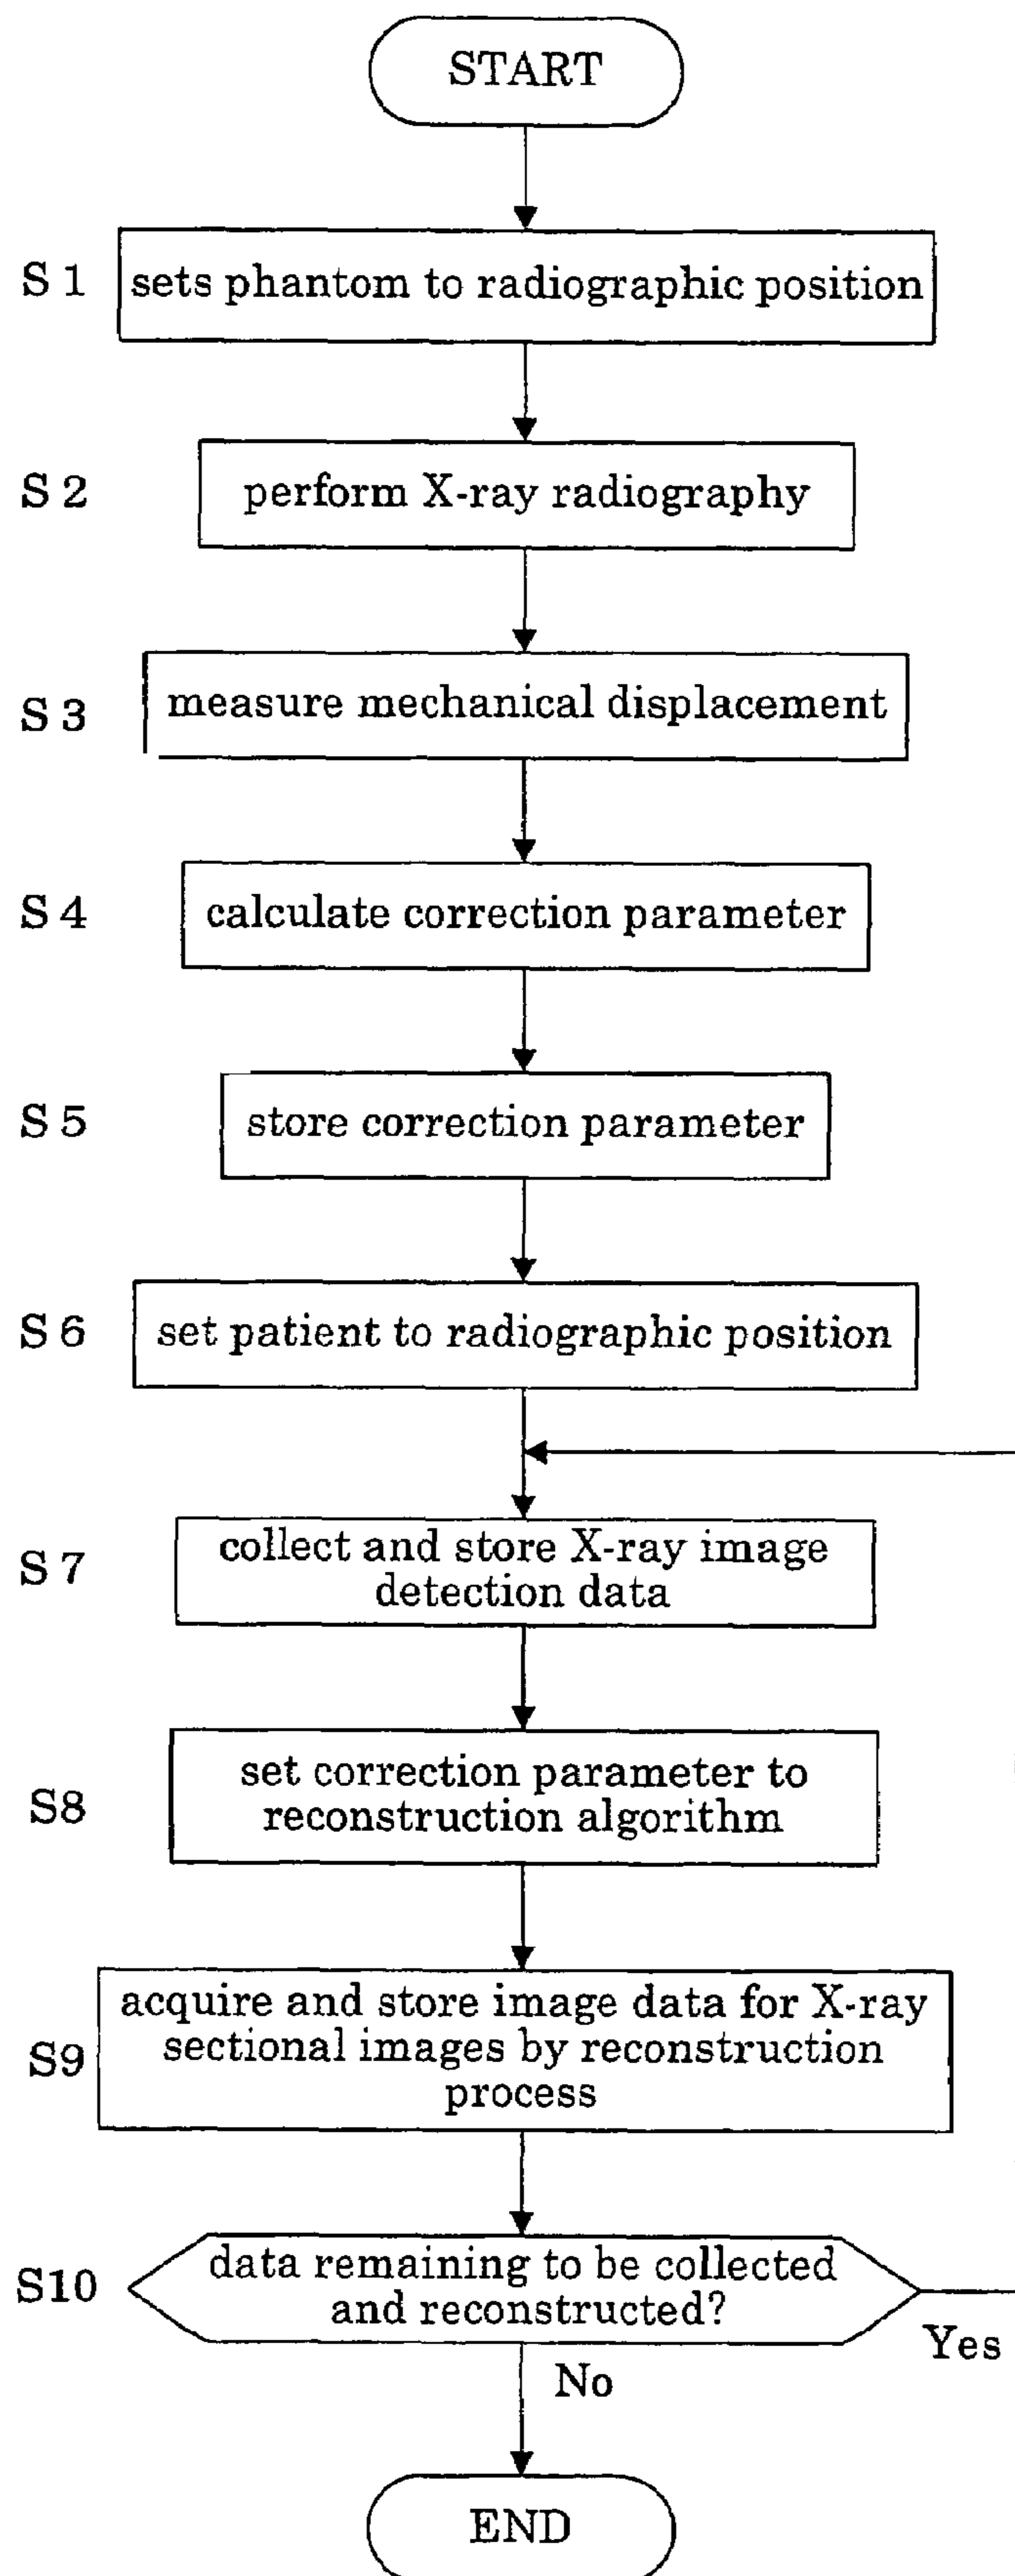 START
S 1
sets phantom to radiographic position
S 2
perform X-ray radiography
S 3
measure mechanical displacement
S 4
calculate correction parameter
S 5
store correction parameter
S 6
set patient to radiographic position
S 7
collect and store X-ray image
detection data
S8
set correction parameter to
reconstruction algorithm
S9
acquire and store image data for X-ray
sectional images by reconstruction
process
S10
data remaining to be collected
and reconstructed?
Yes
No
END